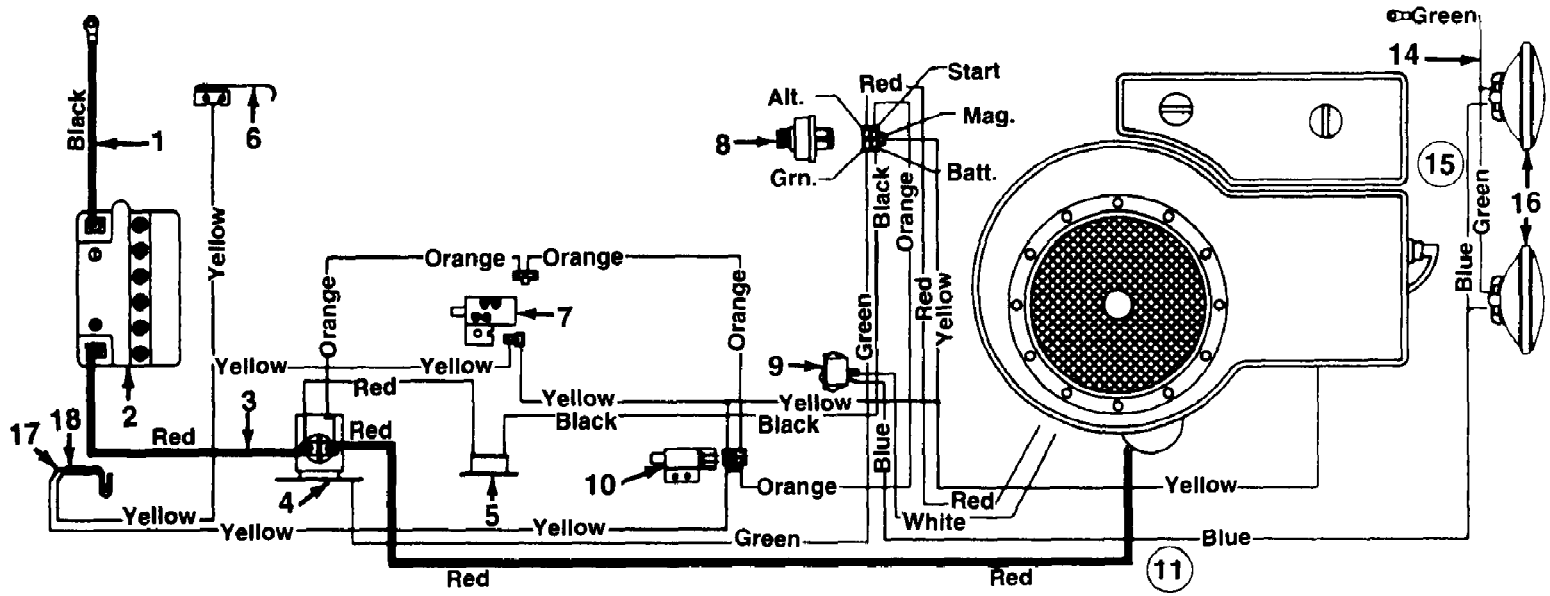 Green
14
Black
1
6
Red
Start
Alt.
Mag.
8
Grn.
Batt.
15
16
Green
Blue
Yellow
Black
Orange
Orange
Orange
Orange
Orange
7
Red
Yellow
Green
9
2
Yellow
Yellow
Red
3
Yellow
Yellow
Black
Black
17
18
Red
Red
4
5
10
Orange
Blue
Yellow
Red
White
Yellow
Yellow
Yellow
Green
Blue
Red
Red
11